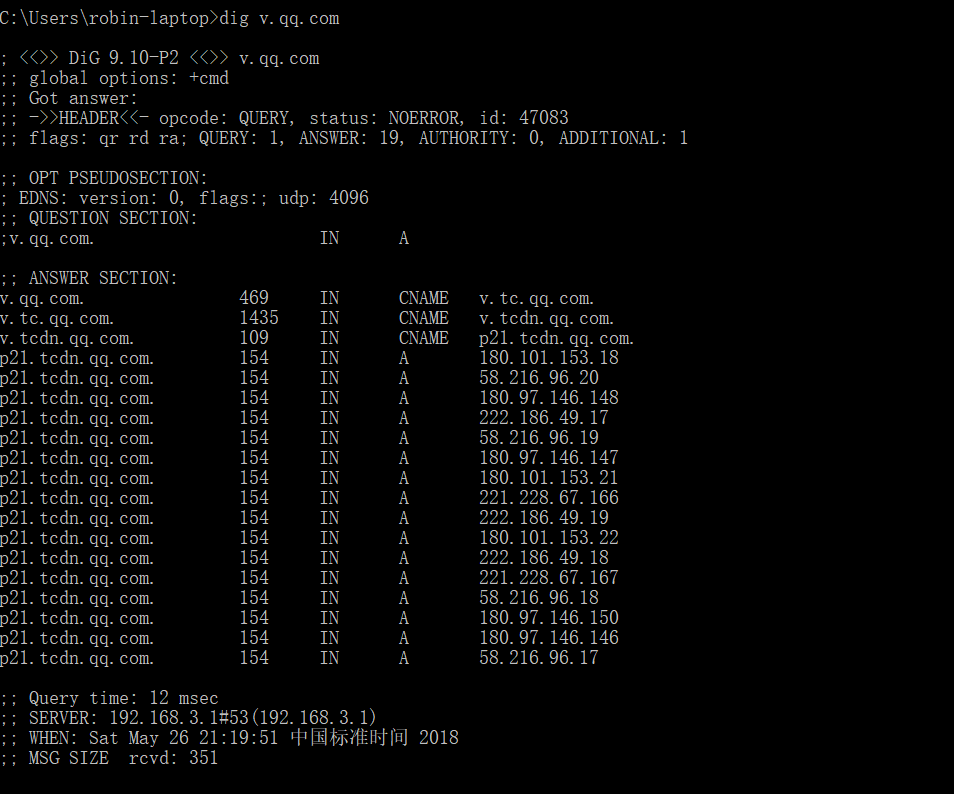 C:\Users\robin-laptop>dig v.qq.com
; <<>> DiG 9.10-P2 <<>> v.qq.com
;; global options: +cmd
;; Got answer:
;; ->>HEADER<<- opcode: QUERY, status: NOERROR, id: 47083
;; flags: qr rd ra; QUERY: 1, ANSWER: 19, AUTHORITY: 0, ADDITIONAL: 1
;; OPT PSEUDOSECTION:
; EDNS: version: 0, flags:; udp: 4096
;; QUESTION SECTION:
;v.qq.com. IN A
;; ANSWER SECTION:
v.qq.com. 469 IN CNAME v.tc.qq.com.
v.tc.qq.com. 1435 IN CNAME v.tcdn.qq.com.
v.tcdn.qq.com. 109 IN CNAME p21.tcdn.qq.com.
p21.tcdn.qq.com. 154 IN A 180.101.153.18
p21.tcdn.qq.com. 154 IN A 58.216.96.20
p21.tcdn.qq.com. 154 IN A 180.97.146.148
p21.tcdn.qq.com. 154 IN A 222.186.49.17
p21.tcdn.qq.com. 154 IN A 58.216.96.19
p21.tcdn.qq.com. 154 IN A 180.97.146.147
p21.tcdn.qq.com. 154 IN A 180.101.153.21
p21.tcdn.qq.com. 154 IN A 221.228.67.166
p21.tcdn.qq.com. 154 IN A 222.186.49.19
p21.tcdn.qq.com. 154 IN A 180.101.153.22
p21.tcdn.qq.com. 154 IN A 222.186.49.18
p21.tcdn.qq.com. 154 IN A 221.228.67.167
p21.tcdn.qq.com. 154 IN A 58.216.96.18
p21.tcdn.qq.com. 154 IN A 180.97.146.150
p21.tcdn.qq.com. 154 IN A 180.97.146.146
p21.tcdn.qq.com. 154 IN A 58.216.96.17
;; Query time: 12 msec
;; SERVER: 192.168.3.1#53(192.168.3.1)
;; WHEN: Sat May 26 21:19:51 中国标准时间 2018
;; MSG SIZE  rcvd: 351